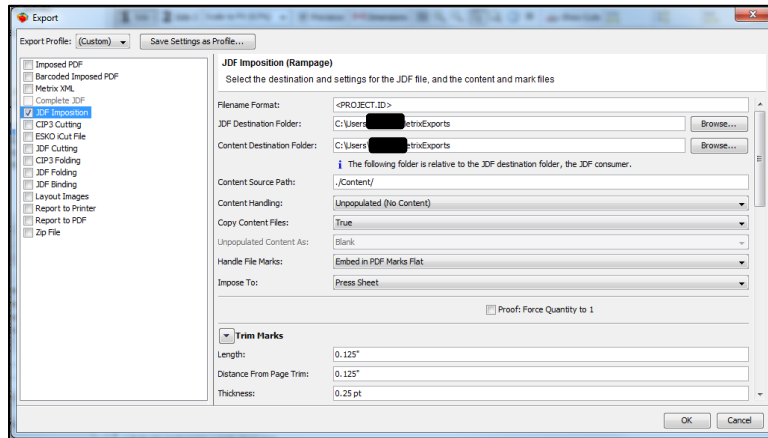 Export
Export Profile: (Custom) Save Settings as Profile...
Imposed PDF
Barcoded Imposed PDF
Metrix XML
Complete JDF
JDF Imposition
CIP3 Cutting
ESKO iCut File
JDF Cutting
CIP3 Folding
JDF Folding
JDF Binding
Layout Images
Report to Printer
Report to PDF
Zip File
JDF Imposition (Rampage)
Select the destination and settings for the JDF file, and the content and mark files
Filename Format: <PROJECT.ID>
JDF Destination Folder: C:\Users etrixExports Browse...
Content Destination Folder: C:\Users\ etrixExports Browse...
i The following folder is relative to the JDF destination folder, the JDF consumer.
Content Source Path: ./Content/
Content Handling: Unpopulated (No Content)
Copy Content Files: True
Unpopulated Content As: Blank
Handle File Marks: Embed in PDF Marks Flat
Impose To: Press Sheet
Proof: Force Quantity to 1
Trim Marks
Length: 0.125"
Distance From Page Trim: 0.125"
Thickness: 0.25 pt
OK Cancel